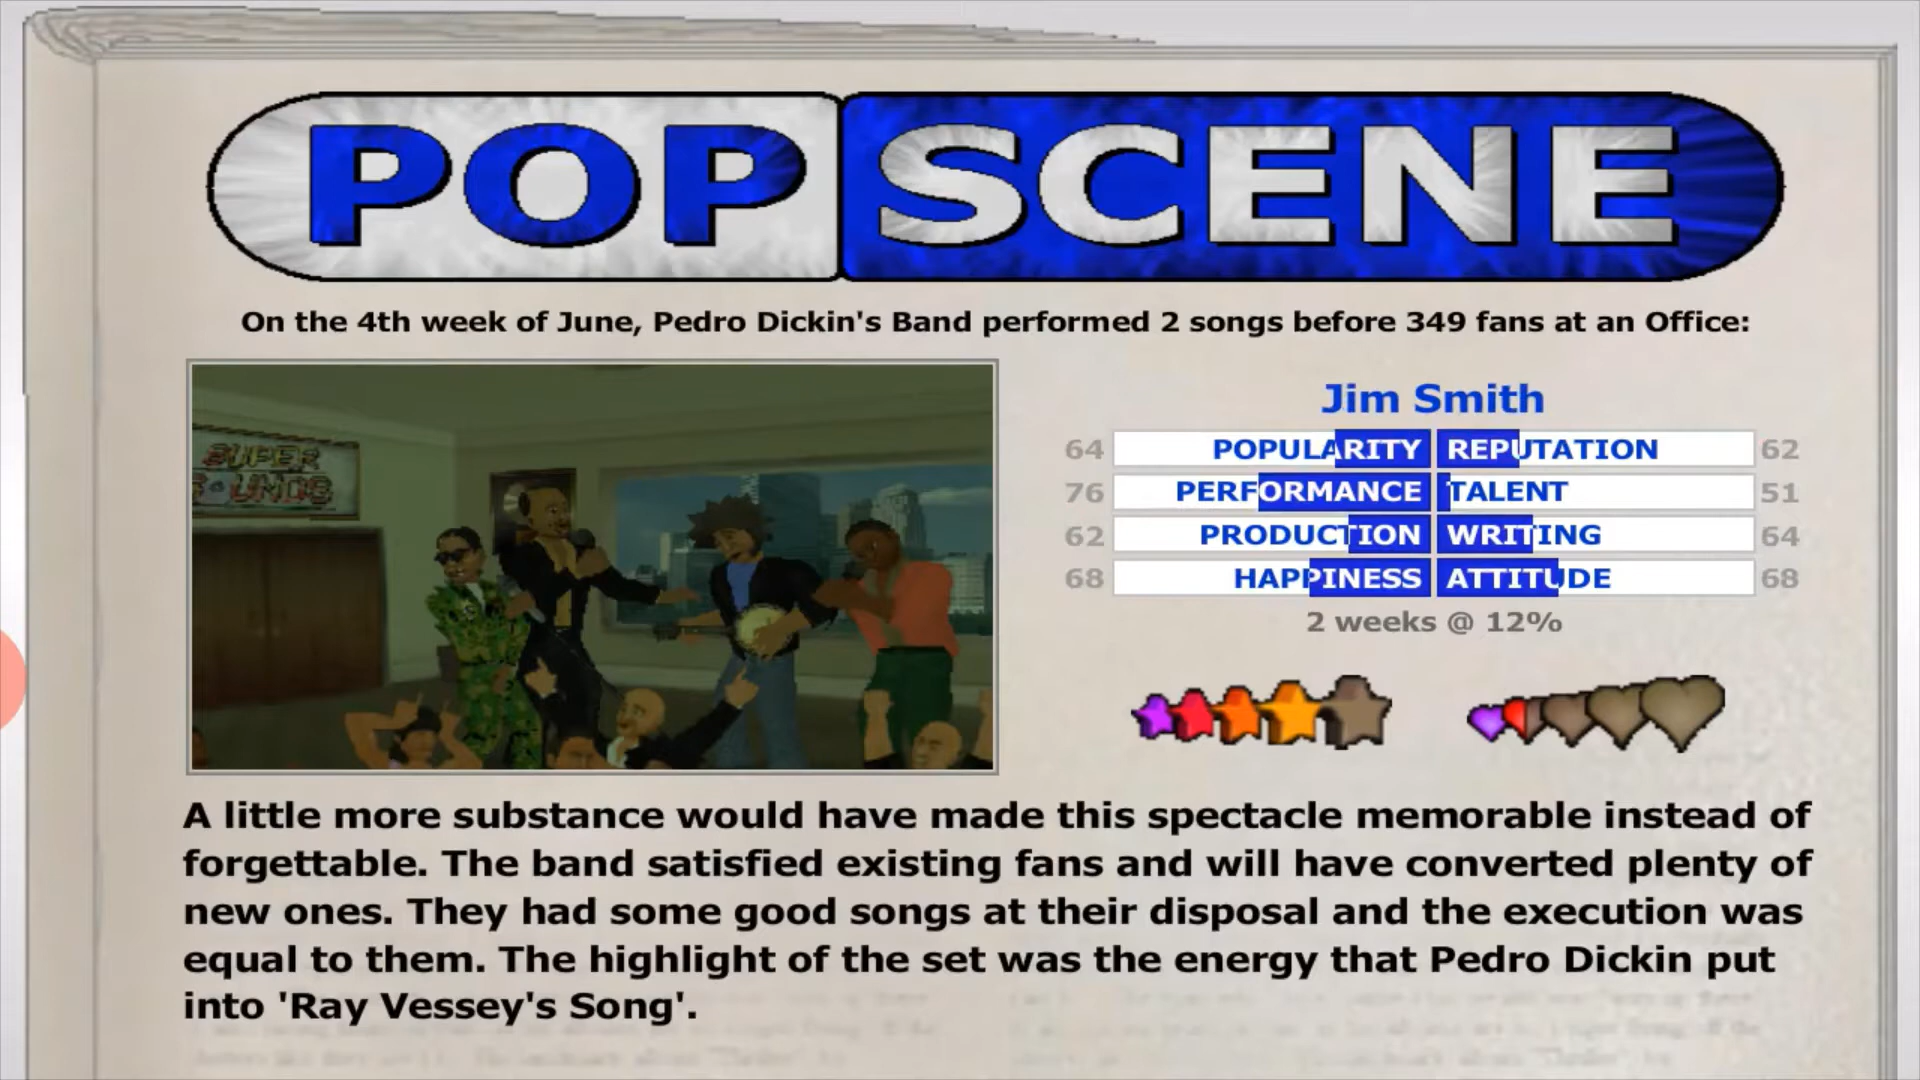 POP SCENE
On the 4th week of June, Pedro Dickin's Band performed 2 songs before 349 fans at an Office:
SUPER
Jim Smith
64 POPULARITY REPUTATION 62
76 PERFORMANCE TALENT 51
62 PRODUCTION WRITING 64
68 HAPPINESS ATTITUDE 68
2 weeks @ 12%
A little more substance would have made this spectacle memorable instead of
forgettable. The band satisfied existing fans and will have converted plenty of
new ones. They had some good songs at their disposal and the execution was
equal to them. The highlight of the set was the energy that Pedro Dickin put
into 'Ray Vessey's Song'.